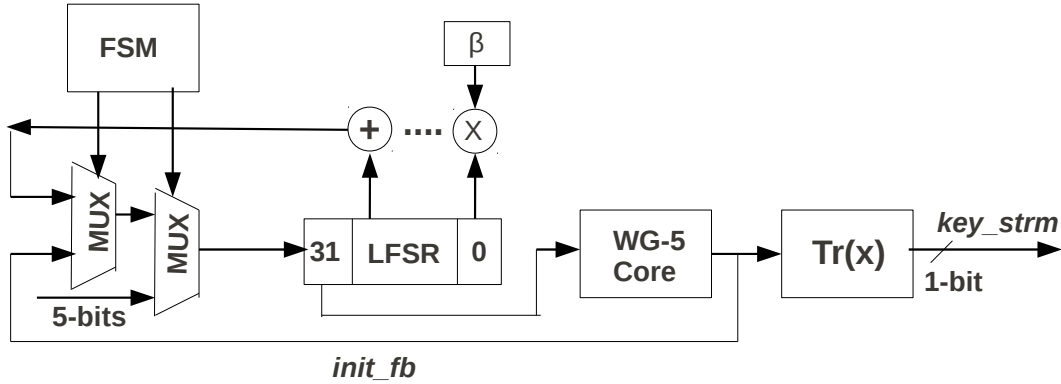 FSM
β
+
....
X
MUX
MUX
31
LFSR
0
WG-5
Core
Tr(x)
key_strm
1-bit
5-bits
init_fb